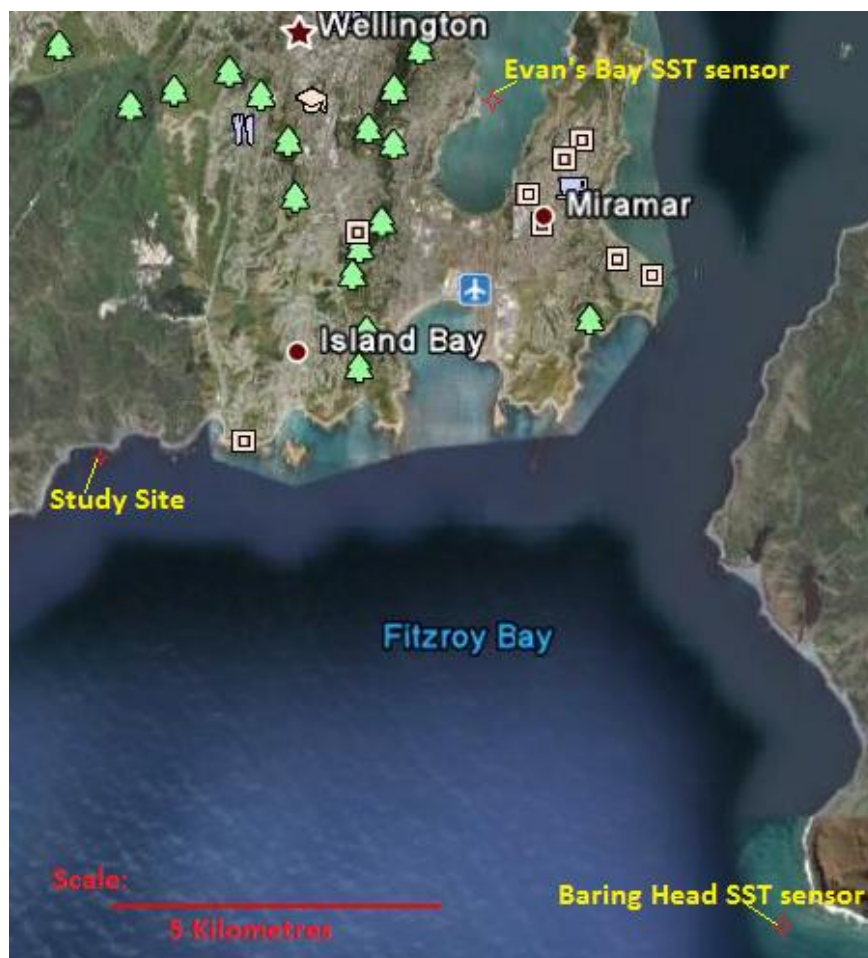 Wellington
Evan's Bay SST sensor
Miramar
Island Bay
Study Site
Fitzroy Bay
Scale:
5 Kilometres
Baring Head SST sensor